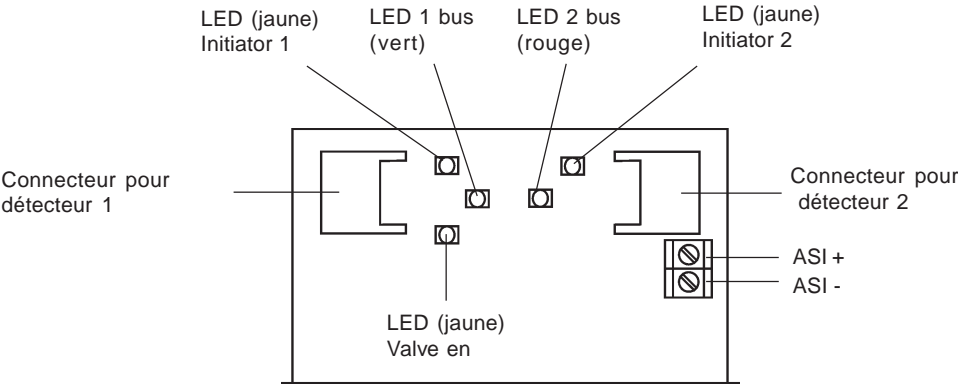 LED (jaune)
Initiator 1
LED 1 bus
(vert)
LED 2 bus
(rouge)
LED (jaune)
Initiator 2
Connecteur pour
détecteur 1
Connecteur pour
détecteur 2
ASI +
ASI -
LED (jaune)
Valve en